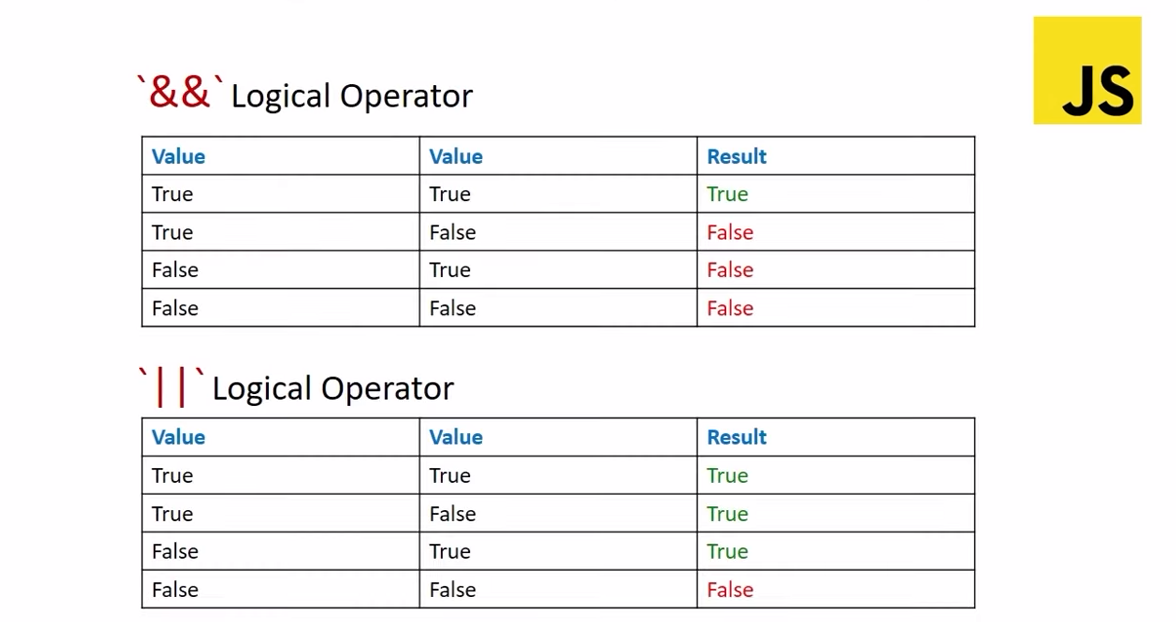 JS
`&&` Logical Operator
Value Value Result
True True True
True False False
False True False
False False False
`||` Logical Operator
Value Value Result
True True True
True False True
False True True
False False False